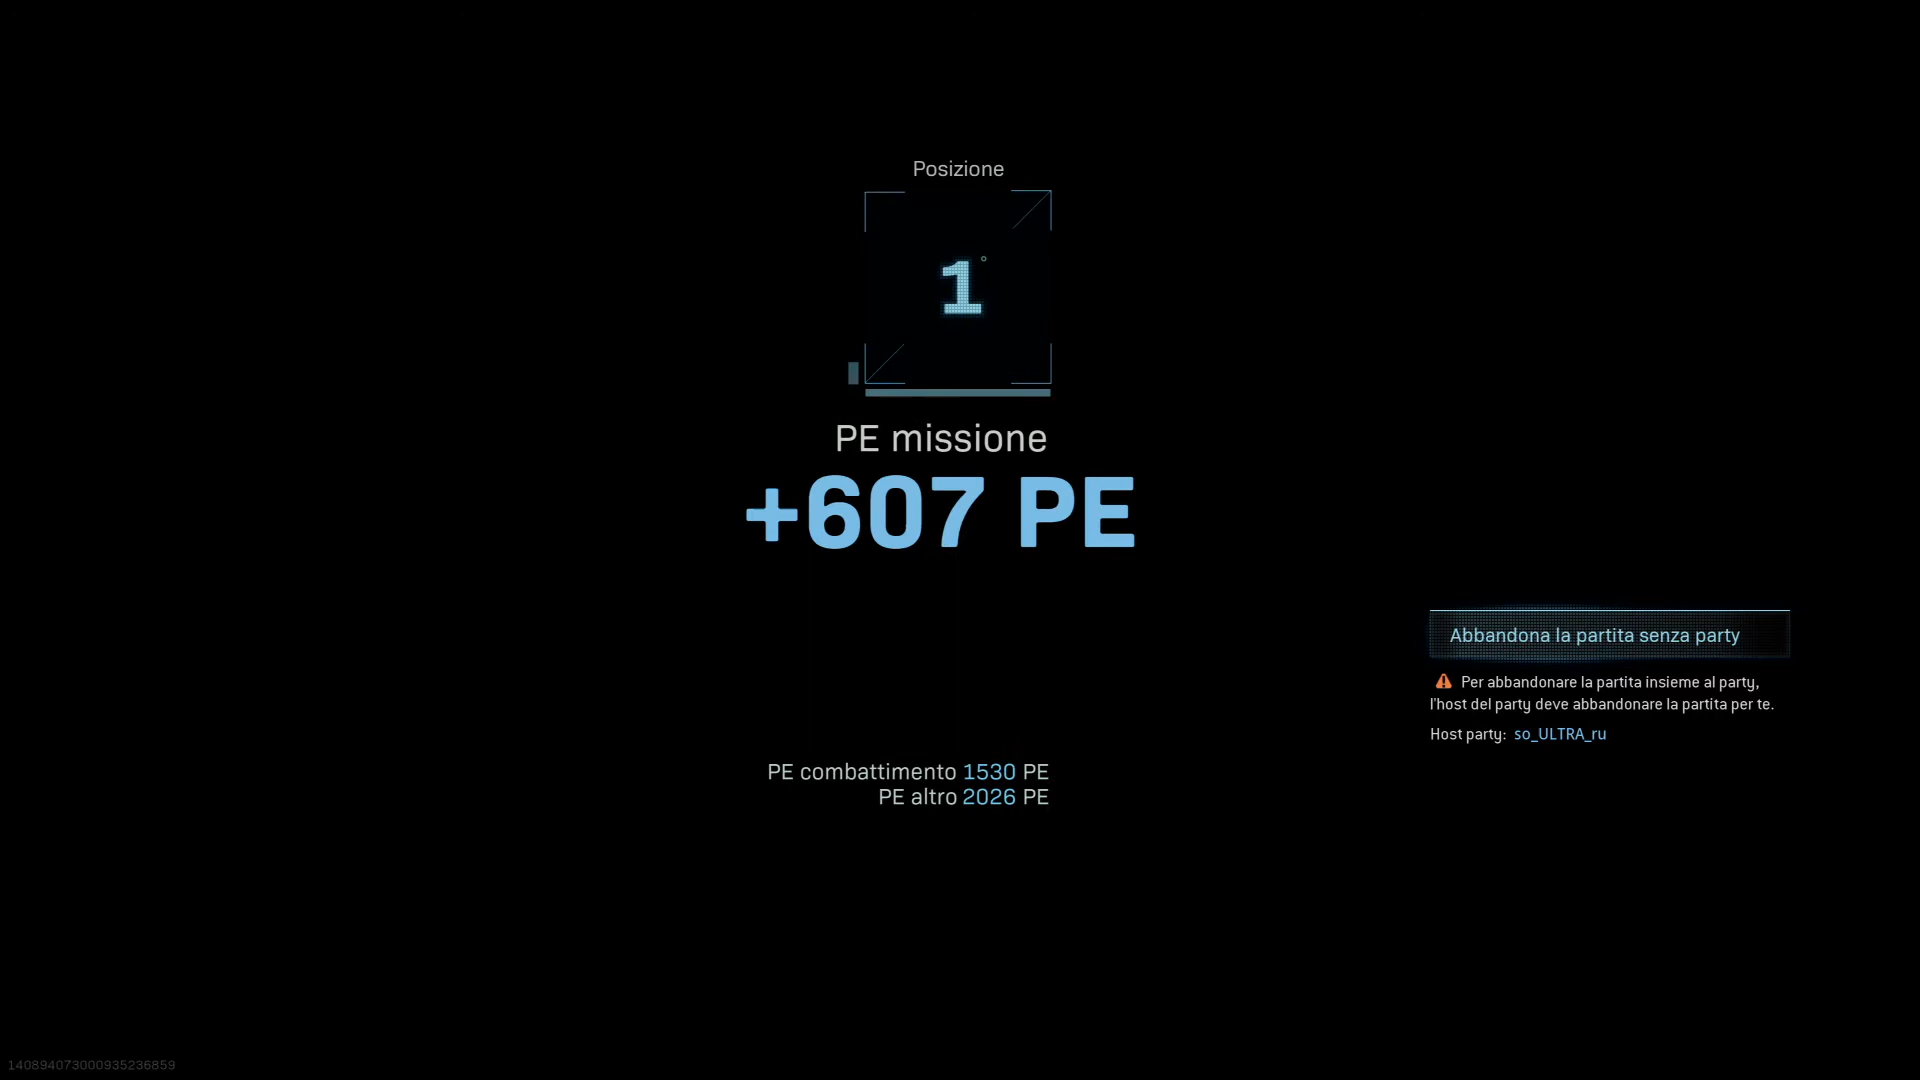 Posizione
1°
PE missione
+607 PE
Abbandona la partita senza party
Per abbandonare la partita insieme al party,
l'host del party deve abbandonare la partita per te.
Host party: so_ULTRA_ru
PE combattimento 1530 PE
PE altro 2026 PE
140894073000935236859